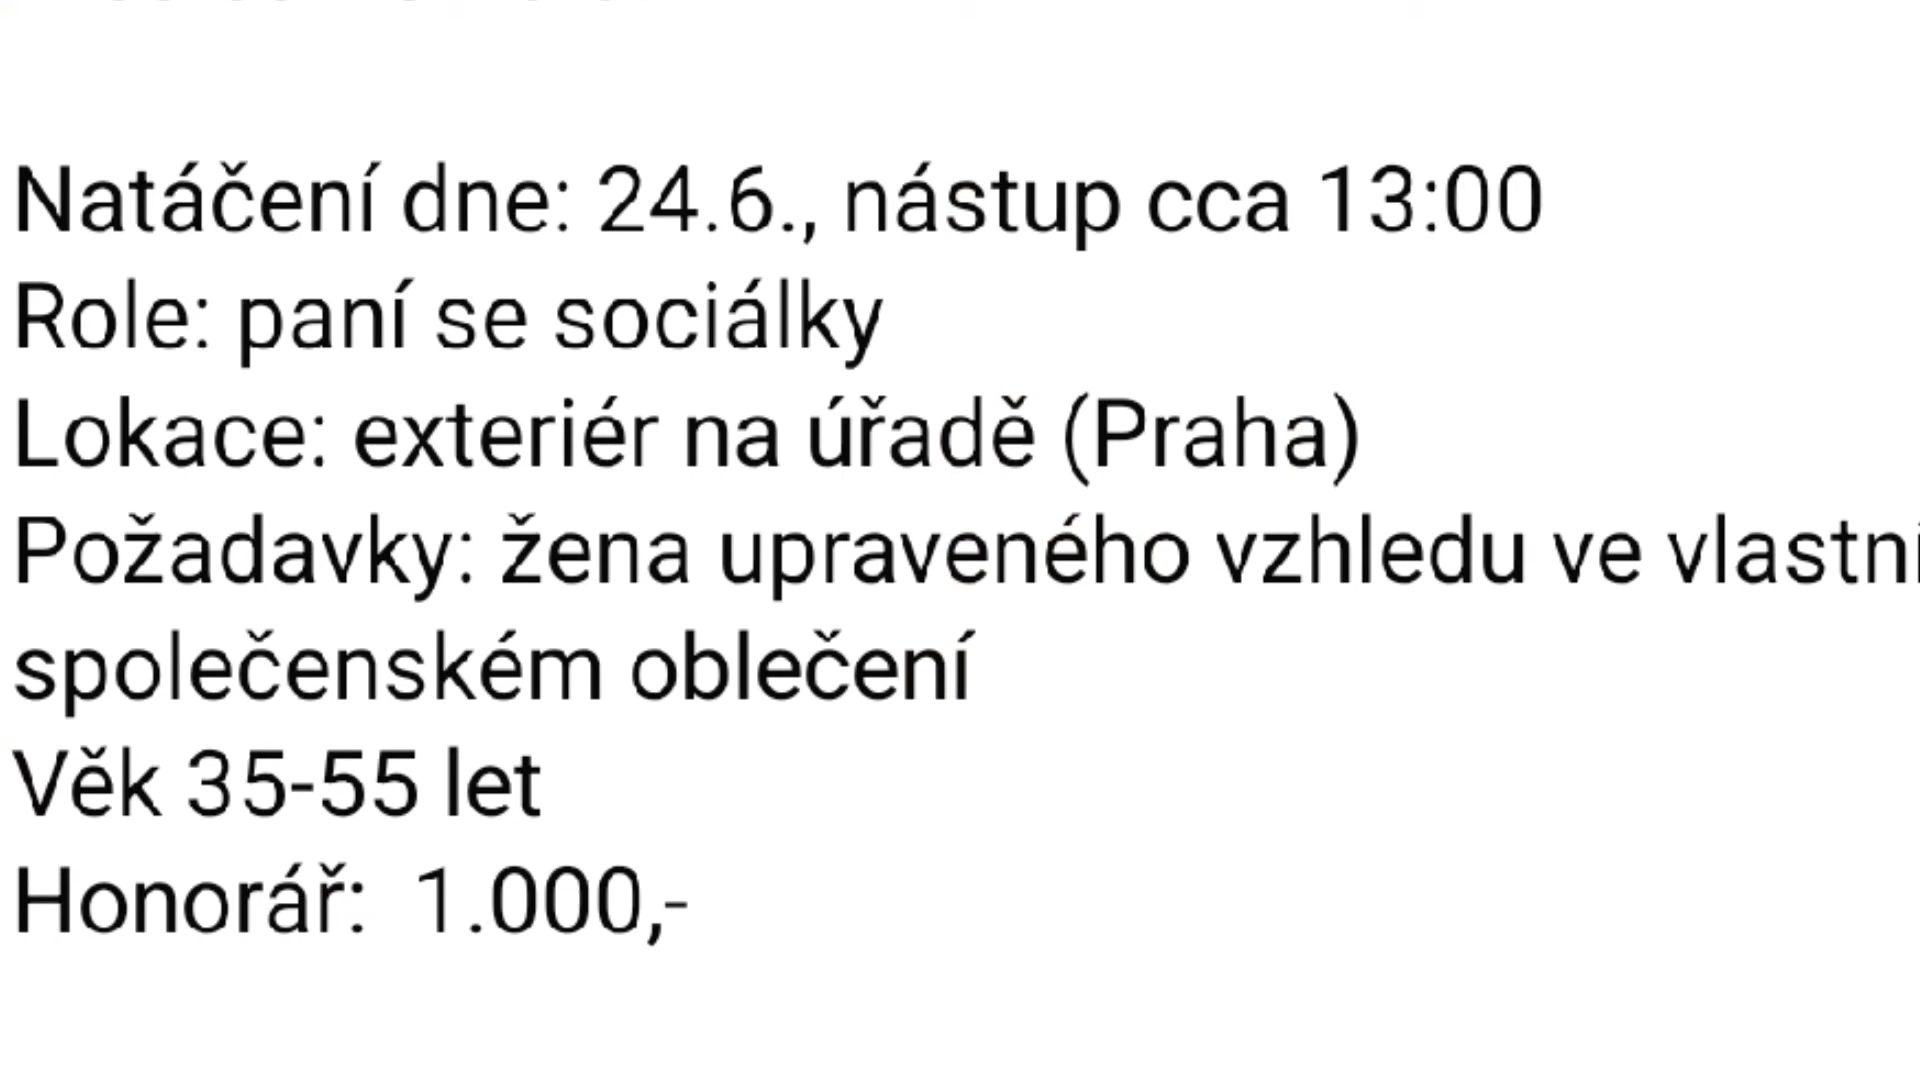 Natáčení dne: 24.6., nástup cca 13:00
Role: paní se sociálky
Lokace: exteriér na úřadě (Praha)
Požadavky: žena upraveného vzhledu ve vlastní
společenském oblečení
Věk 35-55 let
Honorář:  1.000,-